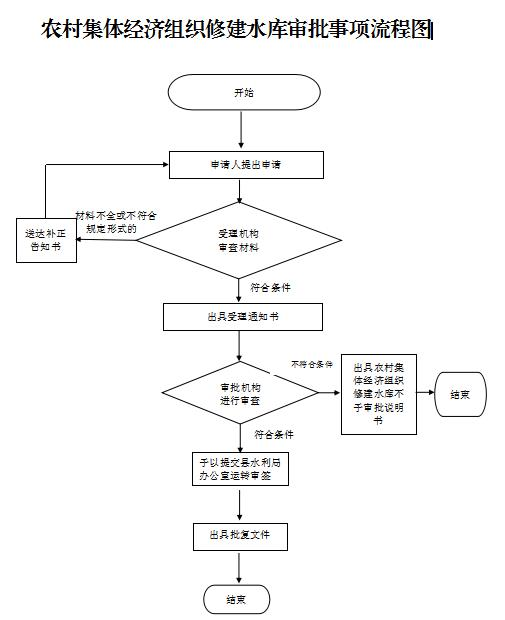 农村集体经济组织修建水库审批事项流程图
开始
申请人提出申请
材料不全或不符合
规定形式的
送达补正
告知书
受理机构
审查材料
符合条件
出具受理通知书
不符合条件
审批机构
进行审查
出具农村集
体经济组织
修建水库不
予审批说明
书
结束
符合条件
予以提交县水利局
办公室运转审签
出具批复文件
结束